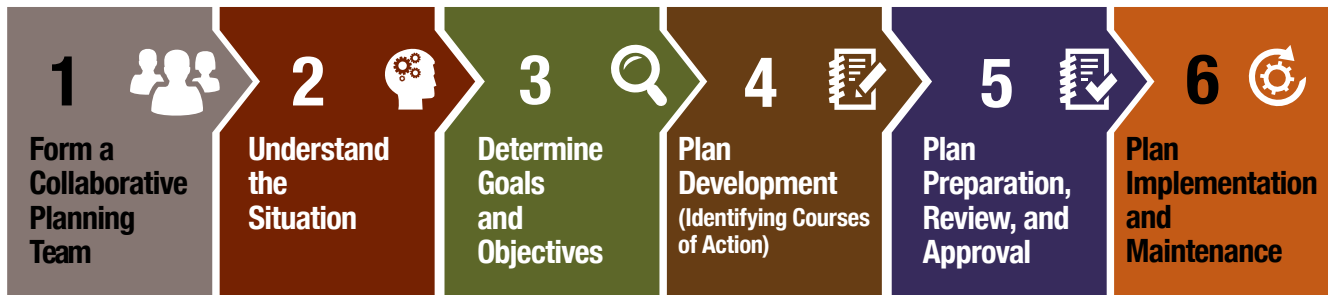 1
Form a
Collaborative
Planning
Team
2
Understand
the
Situation
3
Determine
Goals
and
Objectives
4
Plan
Development
(Identifying Courses
of Action)
5
Plan
Preparation,
Review, and
Approval
6
Plan
Implementation
and
Maintenance